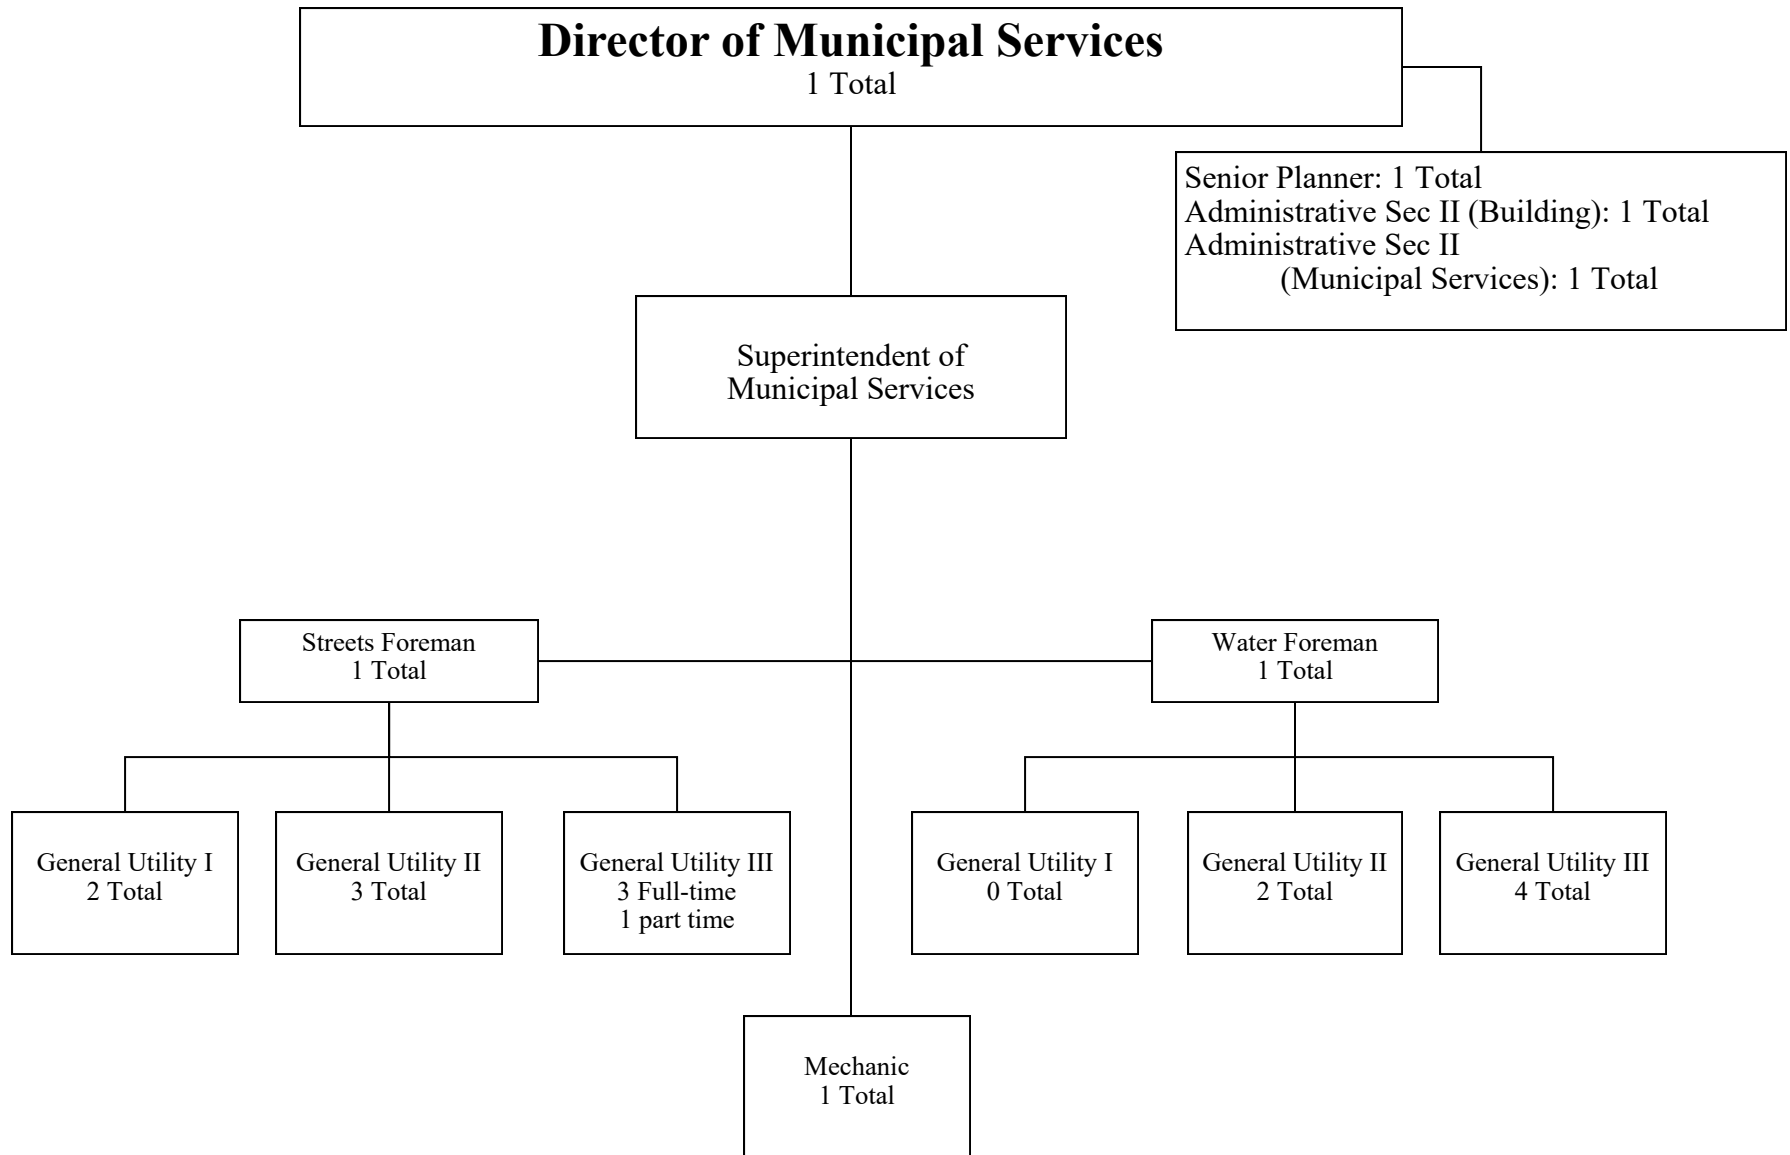 Director of Municipal Services
1 Total
Senior Planner: 1 Total
Administrative Sec II (Building): 1 Total
Administrative Sec II
(Municipal Services): 1 Total
Superintendent of
Municipal Services
Streets Foreman
1 Total
Water Foreman
1 Total
General Utility I
2 Total
General Utility II
3 Total
General Utility III
3 Full-time
1 part time
General Utility I
0 Total
General Utility II
2 Total
General Utility III
4 Total
Mechanic
1 Total